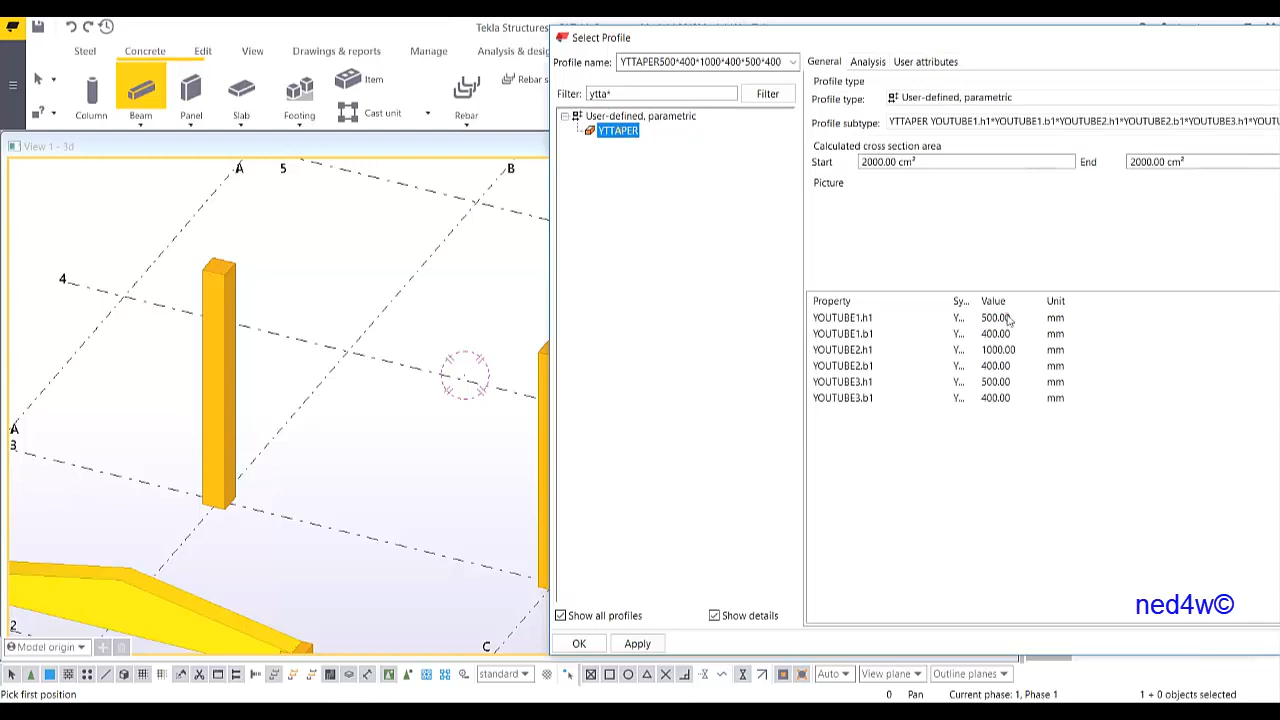 Tekla Structures
Select Profile
Steel Concrete Edit View Drawings & reports Manage Analysis & desig
Item
Cast unit
Rebar s
Column Beam Panel Slab Footing Rebar
View 1 - 3d
Profile name: YTTAPER500*400*1000*400*500*400
Filter: ytta* Filter
User-defined, parametric
YTTAPER
General Analysis User attributes
Profile type
Profile type: User-defined, parametric
Profile subtype: YTTAPER YOUTUBE1.h1*YOUTUBE1.b1*YOUTUBE2.h1*YOUTUBE2.b1*YOUTUBE3.h1*YOUTU
Calculated cross section area
Start 2000.00 cm² End 2000.00 cm²
Picture
Property Sy... Value Unit
YOUTUBE1.h1 Y... 500.00 mm
YOUTUBE1.b1 Y... 400.00 mm
YOUTUBE2.h1 Y... 1000.00 mm
YOUTUBE2.b1 Y... 400.00 mm
YOUTUBE3.h1 Y... 500.00 mm
YOUTUBE3.b1 Y... 400.00 mm
A 5 B
4
A
3
2
C
ned4w©
Show all profiles Show details
OK Apply
Model origin
standard Auto View plane Outline planes
Pick first position 0 Pan Current phase: 1, Phase 1 1 + 0 objects selected